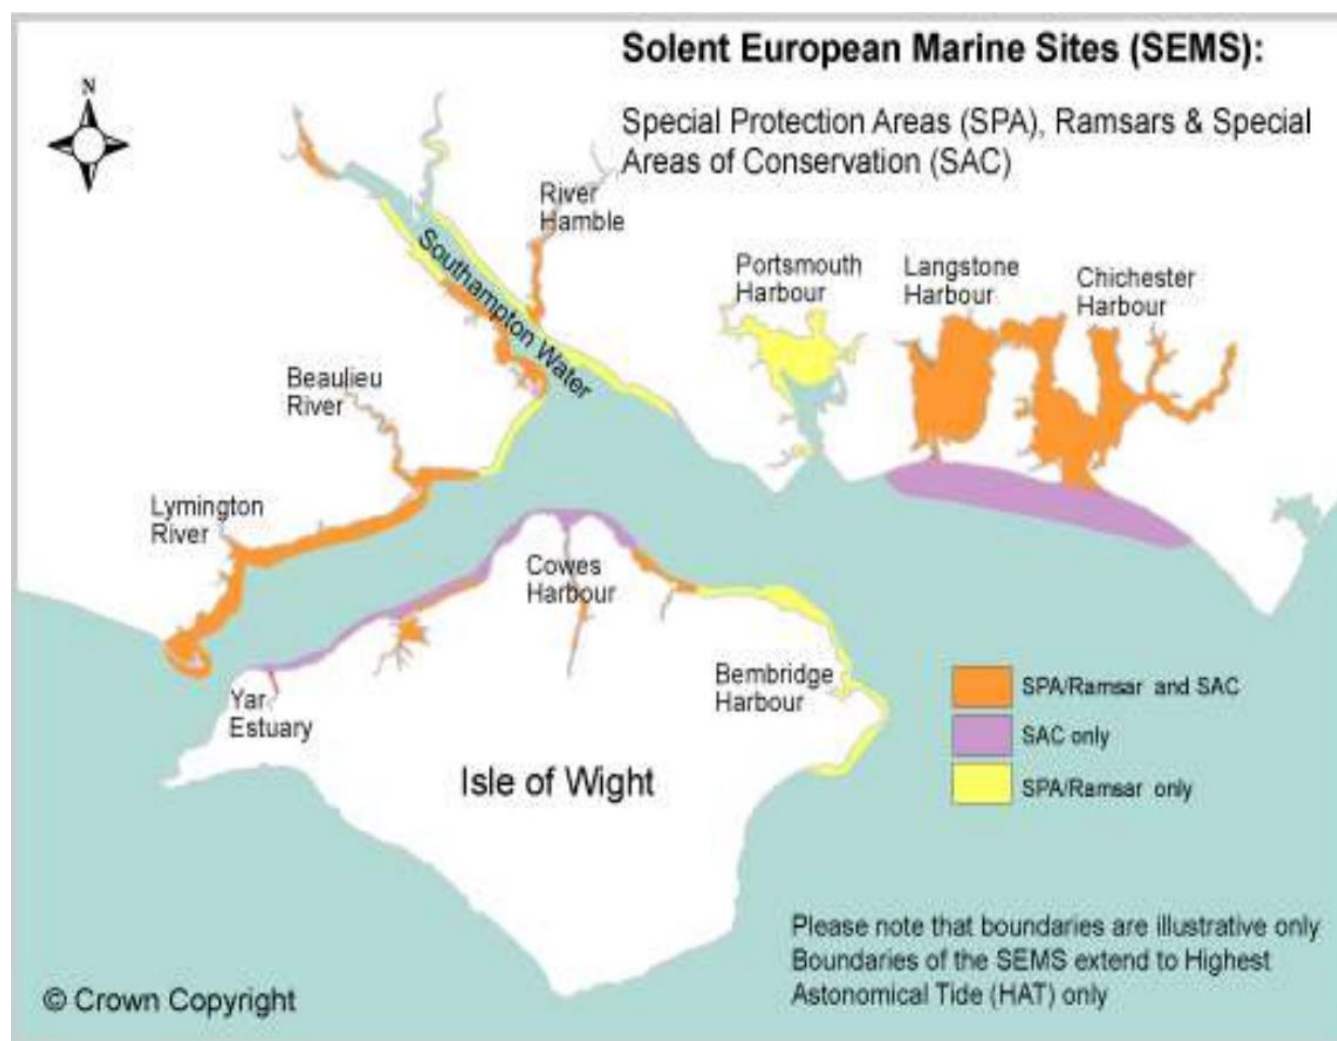 Solent European Marine Sites (SEMS):
Special Protection Areas (SPA), Ramsars & Special
Areas of Conservation (SAC)
N
River
Hamble
Southampton Water
Portsmouth
Harbour
Langstone
Harbour
Chichester
Harbour
Beaulieu
River
Lymington
River
Cowes
Harbour
Bembridge
Harbour
Yar
Estuary
Isle of Wight
SPA/Ramsar and SAC
SAC only
SPA/Ramsar only
Please note that boundaries are illustrative only
Boundaries of the SEMS extend to Highest
Astonomical Tide (HAT) only
© Crown Copyright